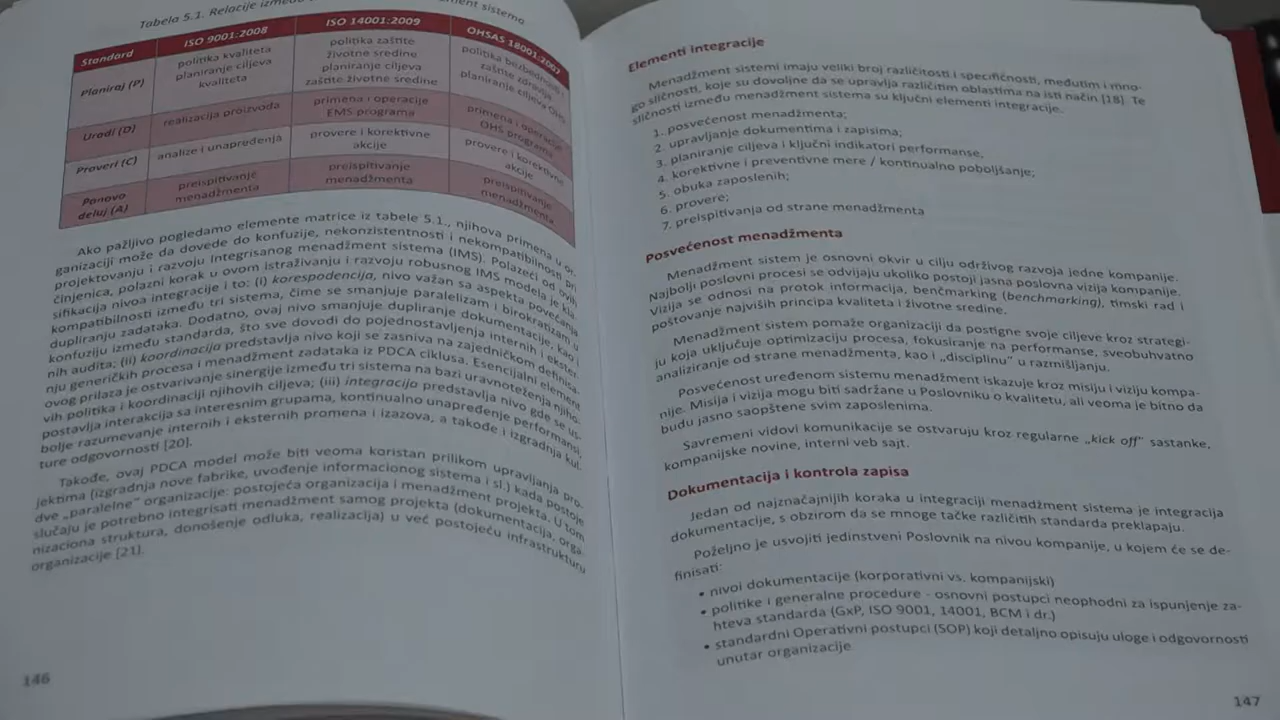 Tabela 5.1. Relacije između
ment sistema
Standard ISO 9001:2008 ISO 14001:2009 OHSAS 18001:2007
Planiraj (P) politika kvaliteta planiranje ciljeva kvaliteta politika zaštite životne sredine planiranje ciljeva zaštite životne sredine politika bezbednosti i zaštite zdravlja planiranje ciljeva OHS
Uradi (D) realizacija proizvoda primena i operacije EMS programa primena i operacije OHS programa
Proveri (C) analize i unapređenja provere i korektivne akcije provere i korektivne akcije
Ponovo deluj (A) preispitivanje menadžmenta preispitivanje menadžmenta preispitivanje menadžmenta
Ako pažljivo pogledamo elemente matrice iz tabele 5.1., njihova primena u or-
ganizaciji može da dovede do konfuzije, nekonzistentnosti i nekompatibilnosti pri
projektovanju i razvoju Integrisanog menadžment sistema (IMS). Polazeći od ovih
činjenica, polazni korak u ovom istraživanju i razvoju robusnog IMS modela je kla-
sifikacija nivoa integracije i to: (i) korespodencija, nivo važan sa aspekta povećanja
kompatibilnosti između tri sistema, čime se smanjuje paralelizam i birokratizam u
dupliranju zadataka. Dodatno, ovaj nivo smanjuje dupliranje dokumentacije, kao i
konfuziju između standarda, što sve dovodi do pojednostavljenja internih i ekster-
nih audita; (ii) koordinacija predstavlja nivo koji se zasniva na zajedničkom definisa-
nju generičkih procesa i menadžment zadataka iz PDCA ciklusa. Esencijalni element
ovog prilaza je ostvarivanje sinergije između tri sistema na bazi uravnoteženja njiho-
vih politika i koordinaciji njihovih ciljeva; (iii) integracija predstavlja nivo gde se us-
postavlja interakcija sa interesnim grupama, kontinualno unapređenje performansi,
bolje razumevanje internih i eksternih promena i izazova, a takođe i izgradnja kul-
ture odgovornosti [20].
Takođe, ovaj PDCA model može biti veoma koristan prilikom upravljanja pro-
jektima (izgradnja nove fabrike, uvođenje informacionog sistema i sl.) kada postoje
dve „paralelne" organizacije: postojeća organizacija i menadžment projekta. U tom
slučaju je potrebno integrisati menadžment samog projekta (dokumentacija, orga-
nizaciona struktura, donošenje odluka, realizacija) u već postojeću infrastrukturu
organizacije [21].
146
Elementi integracije
Menadžment sistemi imaju veliki broj različitosti i specifičnosti, međutim i mno-
go sličnosti, koje su dovoljne da se upravlja različitim oblastima na isti način [18]. Te
sličnosti između menadžment sistema su ključni elementi integracije.
1. posvećenost menadžmenta;
2. upravljanje dokumentima i zapisima;
3. planiranje ciljeva i ključni indikatori performanse,
4. korektivne i preventivne mere / kontinualno poboljšanje;
5. obuka zaposlenih;
6. provere;
7. preispitivanja od strane menadžmenta
Posvećenost menadžmenta
Menadžment sistem je osnovni okvir u cilju održivog razvoja jedne kompanije.
Najbolji poslovni procesi se odvijaju ukoliko postoji jasna poslovna vizija kompanije.
Vizija se odnosi na protok informacija, benčmarking (benchmarking), timski rad i
poštovanje najviših principa kvaliteta i životne sredine.
Menadžment sistem pomaže organizaciji da postigne svoje ciljeve kroz strategi-
ju koja uključuje optimizaciju procesa, fokusiranje na performanse, sveobuhvatno
analiziranje od strane menadžmenta, kao i „disciplinu" u razmišljanju.
Posvećenost uređenom sistemu menadžment iskazuje kroz misiju i viziju kompa-
nije. Misija i vizija mogu biti sadržane u Poslovniku o kvalitetu, ali veoma je bitno da
budu jasno saopštene svim zaposlenima.
Savremeni vidovi komunikacije se ostvaruju kroz regularne „kick off" sastanke,
kompanijske novine, interni veb sajt.
Dokumentacija i kontrola zapisa
Jedan od najznačajnijih koraka u integraciji menadžment sistema je integracija
dokumentacije, s obzirom da se mnoge tačke različitih standarda preklapaju.
Poželjno je usvojiti jedinstveni Poslovnik na nivou kompanije, u kojem će se de-
finisati:
• nivoi dokumentacije (korporativni vs. kompanijski)
• politike i generalne procedure - osnovni postupci neophodni za ispunjenje za-
hteva standarda (GxP, ISO 9001, 14001, BCM i dr.)
• standardni Operativni postupci (SOP) koji detaljno opisuju uloge i odgovornosti
unutar organizacije
147